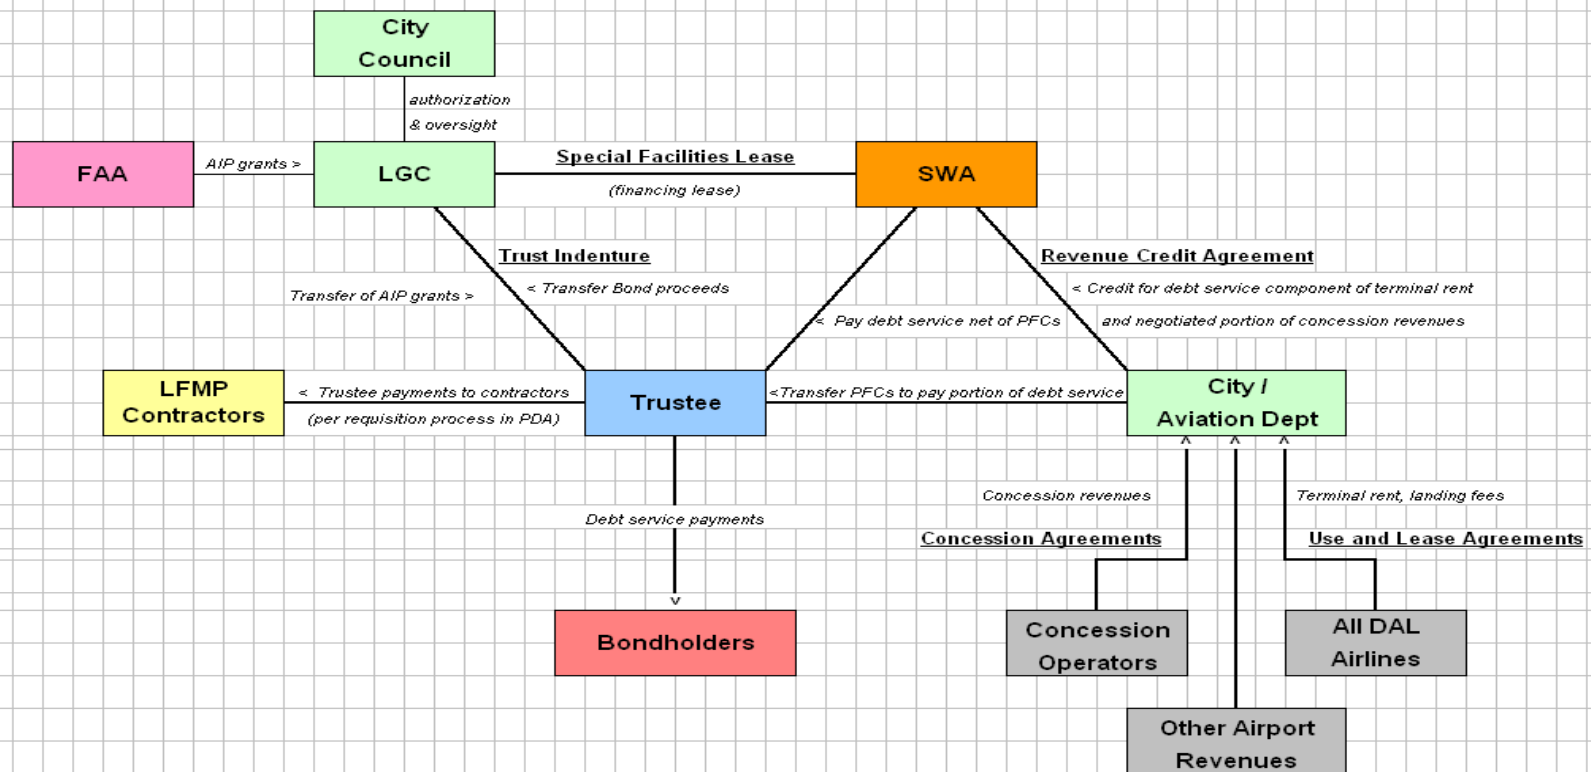 City
Council
authorization
& oversight
FAA
AIP grants >
LGC
Special Facilities Lease
(financing lease)
SWA
Trust Indenture
< Transfer Bond proceeds
Transfer of AIP grants >
Revenue Credit Agreement
< Credit for debt service component of terminal rent
and negotiated portion of concession revenues
< Pay debt service net of PFCs
LFMP
Contractors
< Trustee payments to contractors
(per requisition process in PDA)
Trustee
<Transfer PFCs to pay portion of debt service
City /
Aviation Dept
Concession revenues
Terminal rent, landing fees
Debt service payments
Concession Agreements
Use and Lease Agreements
Bondholders
Concession
Operators
All DAL
Airlines
Other Airport
Revenues